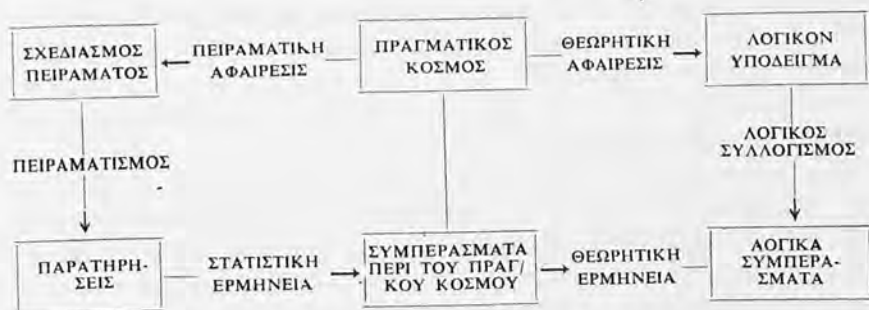 ΣΧΕΔΙΑΣΜΟΣ
ΠΕΙΡΑΜΑΤΟΣ
ΠΕΙΡΑΜΑΤΙΚΗ
ΑΦΑΙΡΕΣΙΣ
ΠΡΑΓΜΑΤΙΚΟΣ
ΚΟΣΜΟΣ
ΘΕΩΡΗΤΙΚΗ
ΑΦΑΙΡΕΣΙΣ
ΛΟΓΙΚΟΝ
ΥΠΟΔΕΙΓΜΑ
ΠΕΙΡΑΜΑΤΙΣΜΟΣ
ΛΟΓΙΚΟΣ
ΣΥΛΛΟΓΙΣΜΟΣ
ΠΑΡΑΤΗΡΗ-
ΣΕΙΣ
ΣΤΑΤΙΣΤΙΚΗ
ΕΡΜΗΝΕΙΑ
ΣΥΜΠΕΡΑΣΜΑΤΑ
ΠΕΡΙ ΤΟΥ ΠΡΑΓ/
ΚΟΥ ΚΟΣΜΟΥ
ΘΕΩΡΗΤΙΚΗ
ΕΡΜΗΝΕΙΑ
ΛΟΓΙΚΑ
ΣΥΜΠΕΡΑ-
ΣΜΑΤΑ